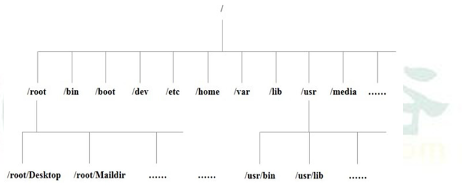 /
/root /bin /boot /dev /etc /home /var /lib /usr /media ……
/root/Desktop /root/Maildir …… …… /usr/bin /usr/lib ……